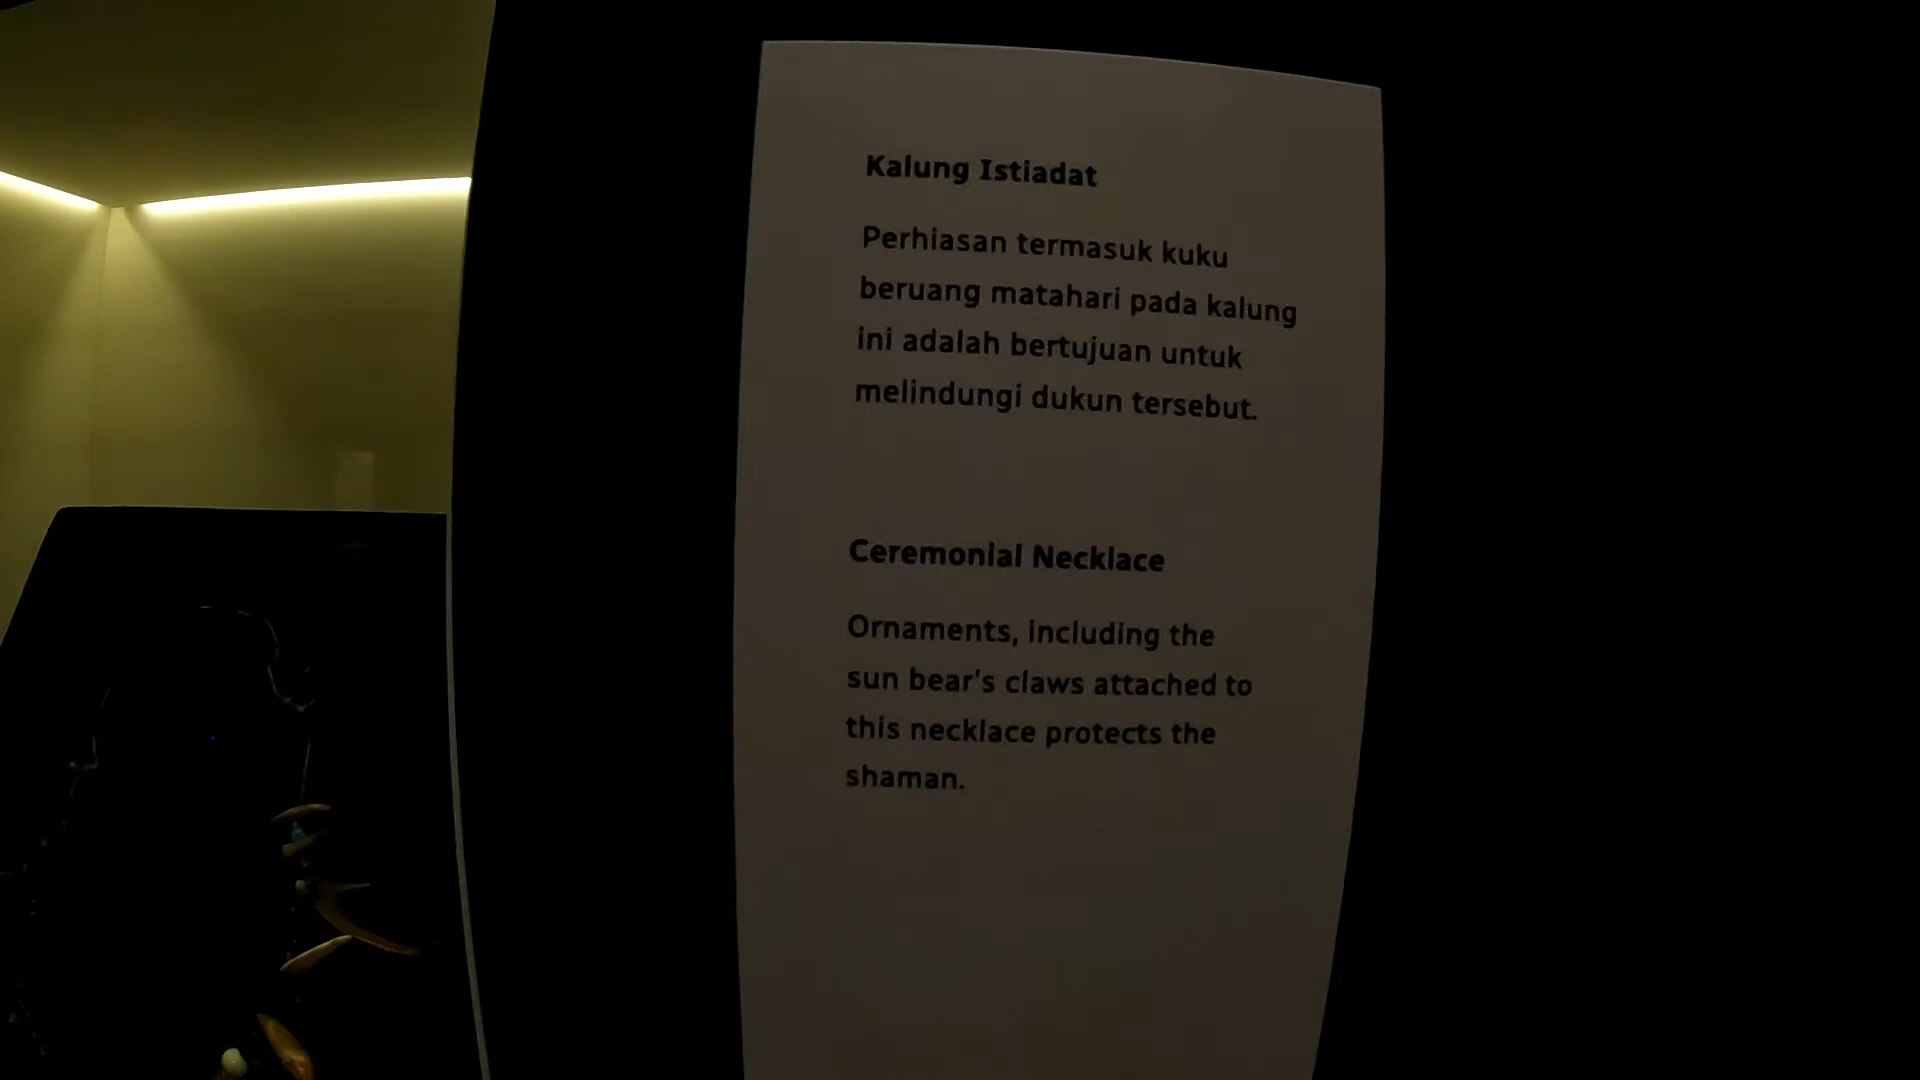 Kalung Istiadat
Perhiasan termasuk kuku
beruang matahari pada kalung
ini adalah bertujuan untuk
melindungi dukun tersebut.
Ceremonial Necklace
Ornaments, including the
sun bear's claws attached to
this necklace protects the
shaman.